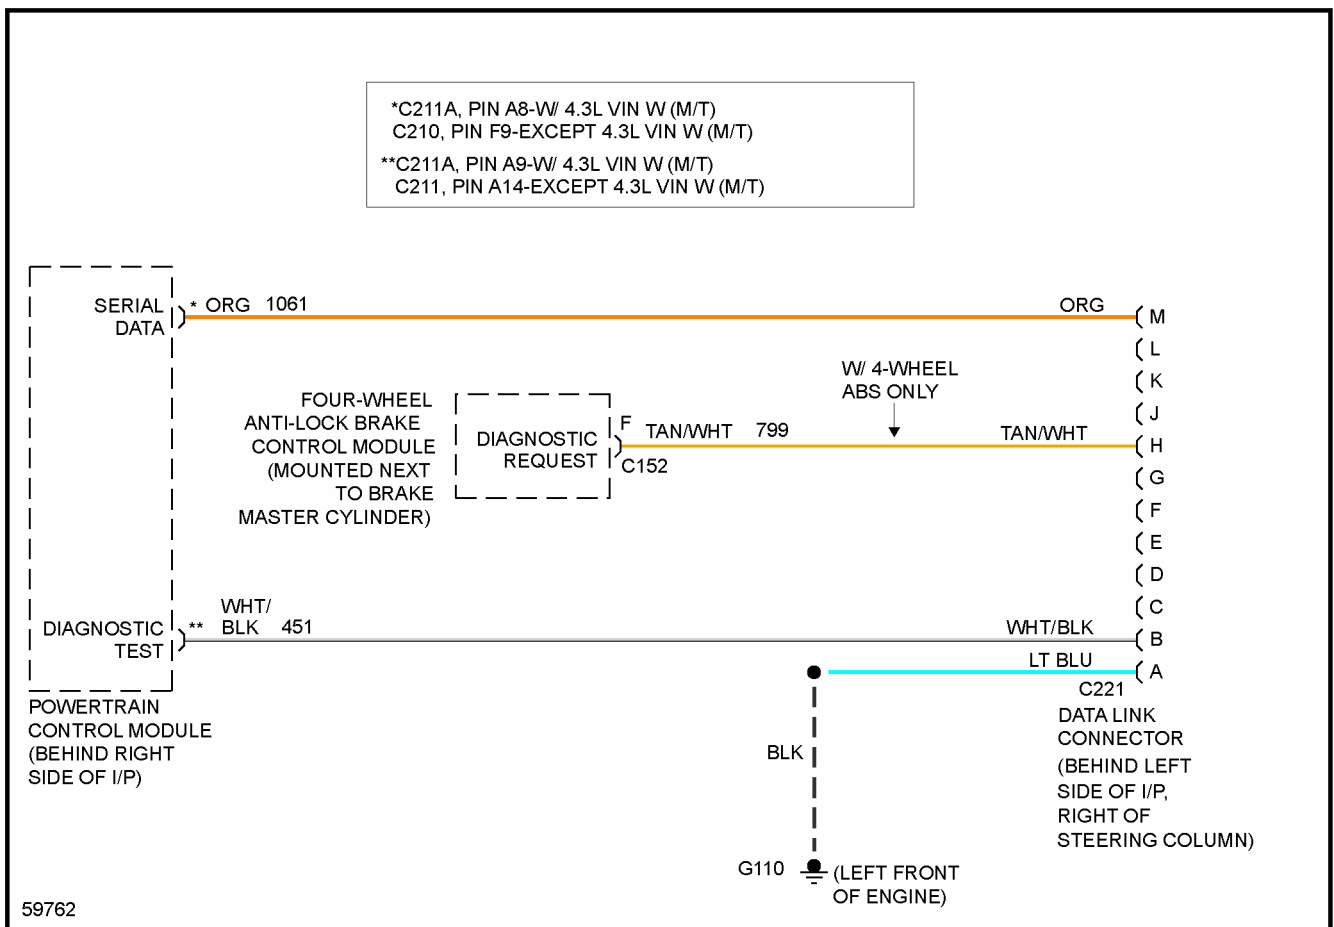 *C211A, PIN A8-W/ 4.3L VIN W (M/T)
C210, PIN F9-EXCEPT 4.3L VIN W (M/T)
**C211A, PIN A9-W/ 4.3L VIN W (M/T)
C211, PIN A14-EXCEPT 4.3L VIN W (M/T)
SERIAL
DATA
* ORG 1061
ORG
M
L
K
J
H
G
F
E
D
C
B
A
W/ 4-WHEEL
ABS ONLY
FOUR-WHEEL
ANTI-LOCK BRAKE
CONTROL MODULE
(MOUNTED NEXT
TO BRAKE
MASTER CYLINDER)
DIAGNOSTIC
REQUEST
F
TAN/WHT 799
C152
TAN/WHT
DIAGNOSTIC
TEST
**
WHT/
BLK 451
WHT/BLK
LT BLU
C221
POWERTRAIN
CONTROL MODULE
(BEHIND RIGHT
SIDE OF I/P)
DATA LINK
CONNECTOR
(BEHIND LEFT
SIDE OF I/P,
RIGHT OF
STEERING COLUMN)
BLK
G110
(LEFT FRONT
OF ENGINE)
59762